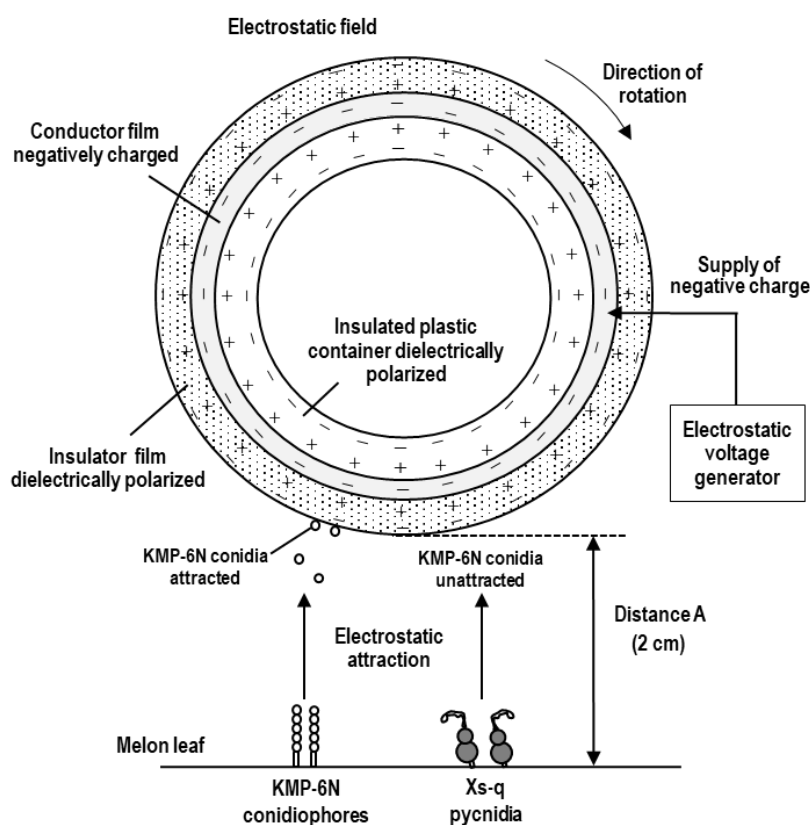 Electrostatic field
Direction of
rotation
Conductor film
negatively charged
Supply of
negative charge
Insulated plastic
container dielectrically
polarized
Insulator film
dielectrically polarized
Electrostatic
voltage
generator
KMP-6N conidia
attracted
KMP-6N conidia
unattracted
Distance A
(2 cm)
Electrostatic
attraction
Melon leaf
KMP-6N
conidiophores
Xs-q
pycnidia